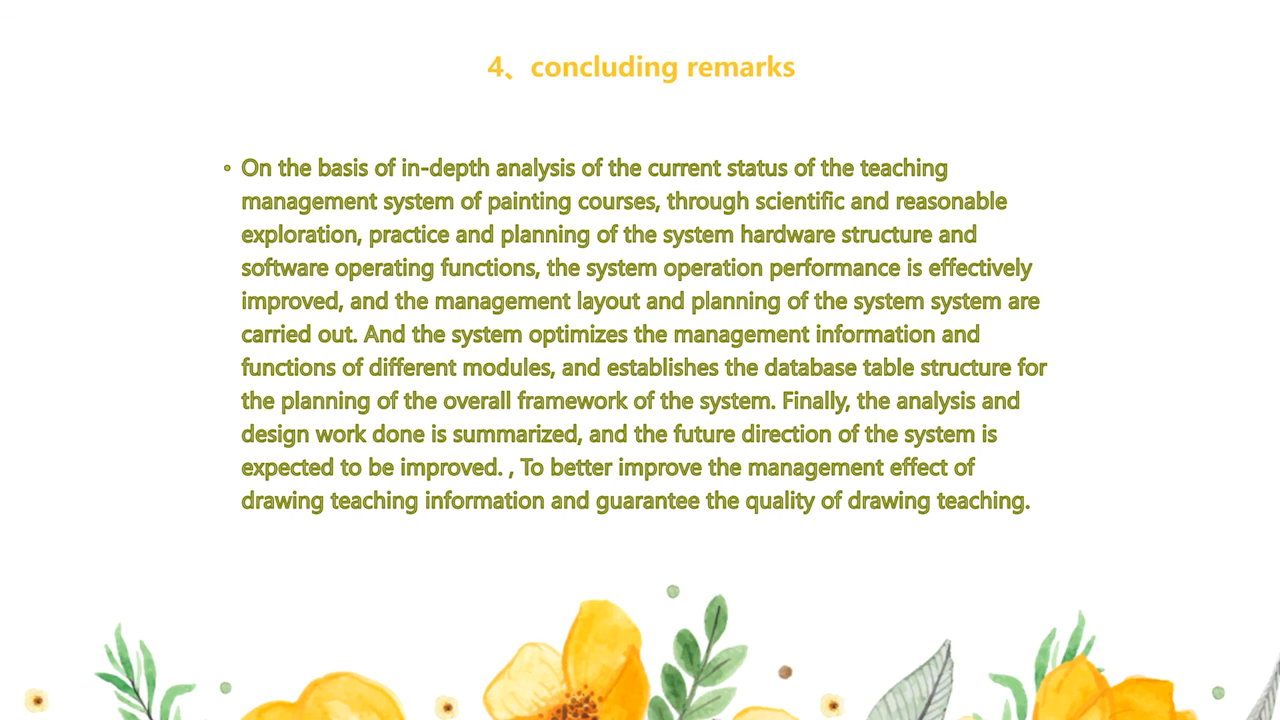 4、concluding remarks
• On the basis of in-depth analysis of the current status of the teaching
management system of painting courses, through scientific and reasonable
exploration, practice and planning of the system hardware structure and
software operating functions, the system operation performance is effectively
improved, and the management layout and planning of the system system are
carried out. And the system optimizes the management information and
functions of different modules, and establishes the database table structure for
the planning of the overall framework of the system. Finally, the analysis and
design work done is summarized, and the future direction of the system is
expected to be improved. , To better improve the management effect of
drawing teaching information and guarantee the quality of drawing teaching.